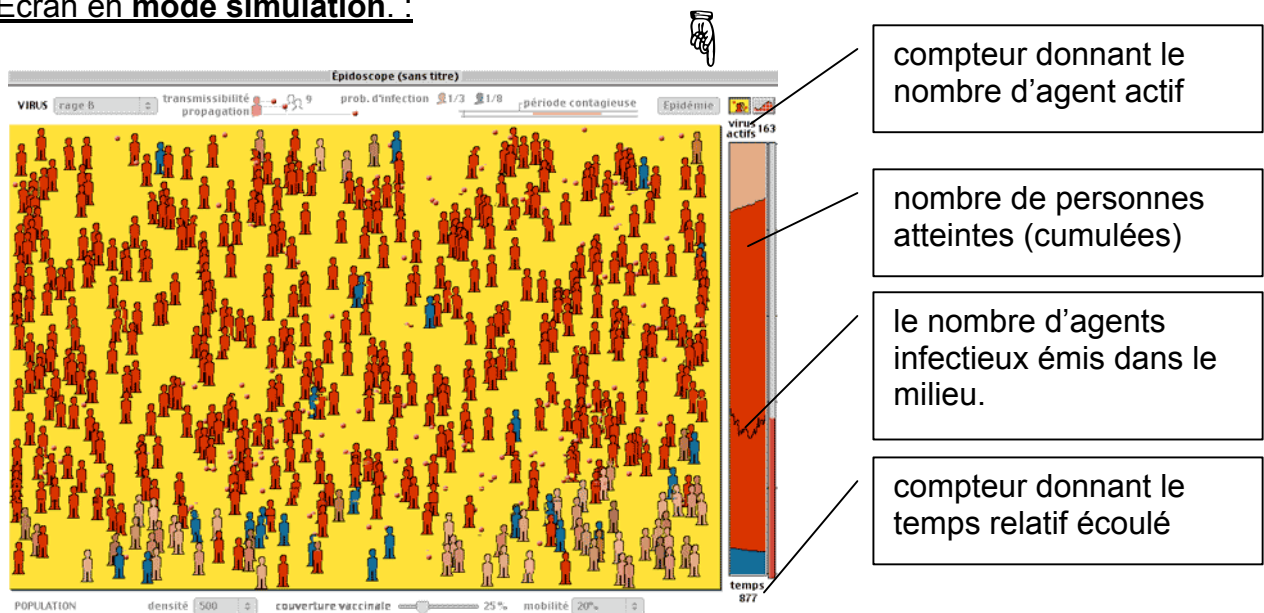 Ecran en mode simulation. :
Épidoscope (sans titre)
VIRUS rage B transmissibilité 9 prob. d'infection 1/3 1/8 période contagieuse Epidémie
propagation
virus
actifs 163
temps
877
POPULATION densité 500 couverture vaccinale 25 % mobilité 20%
compteur donnant le
nombre d'agent actif
nombre de personnes
atteintes (cumulées)
le nombre d'agents
infectieux émis dans le
milieu.
compteur donnant le
temps relatif écoulé